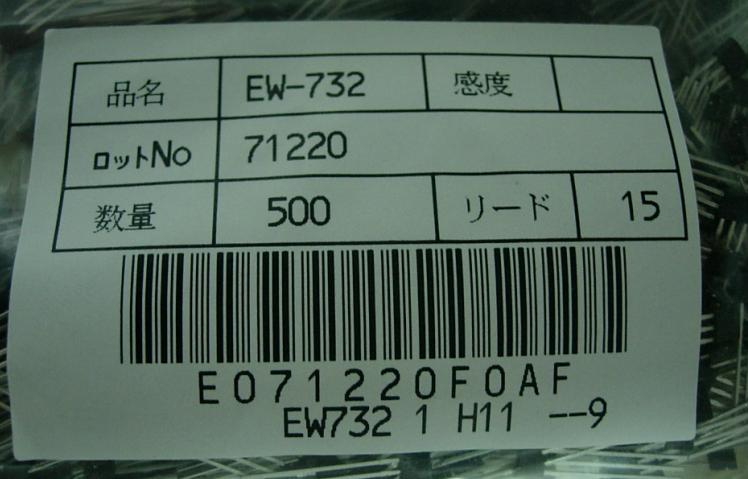 品名 EW-732 感度
ロットNo 71220
数量 500 リード 15
E071220F0AF
EW732 1 H11 --9